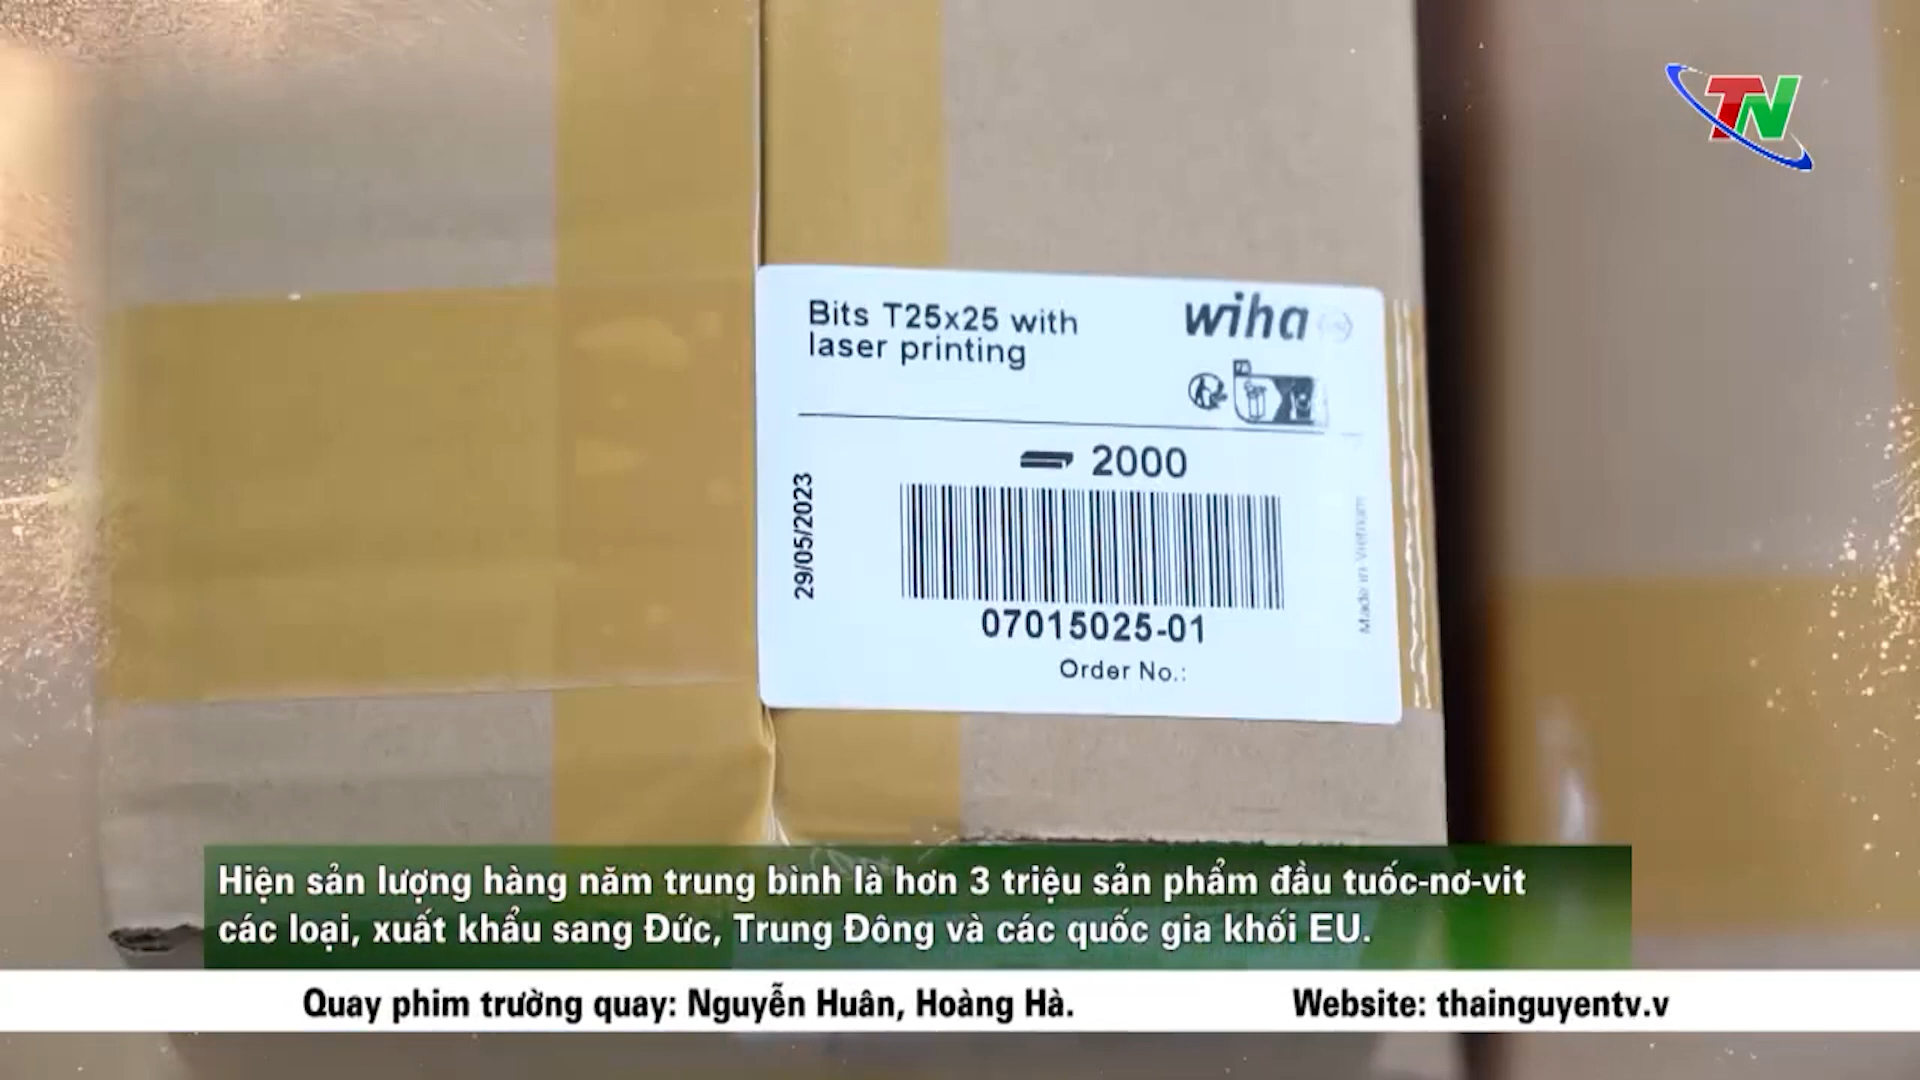 TN
Bits T25x25 with
laser printing
wiha
2000
29/05/2023
Made in Vietnam
07015025-01
Order No.:
Hiện sản lượng hàng năm trung bình là hơn 3 triệu sản phẩm đầu tuốc-nơ-vit
các loại, xuất khẩu sang Đức, Trung Đông và các quốc gia khối EU.
Quay phim trường quay: Nguyễn Huân, Hoàng Hà. Website: thainguyentv.v